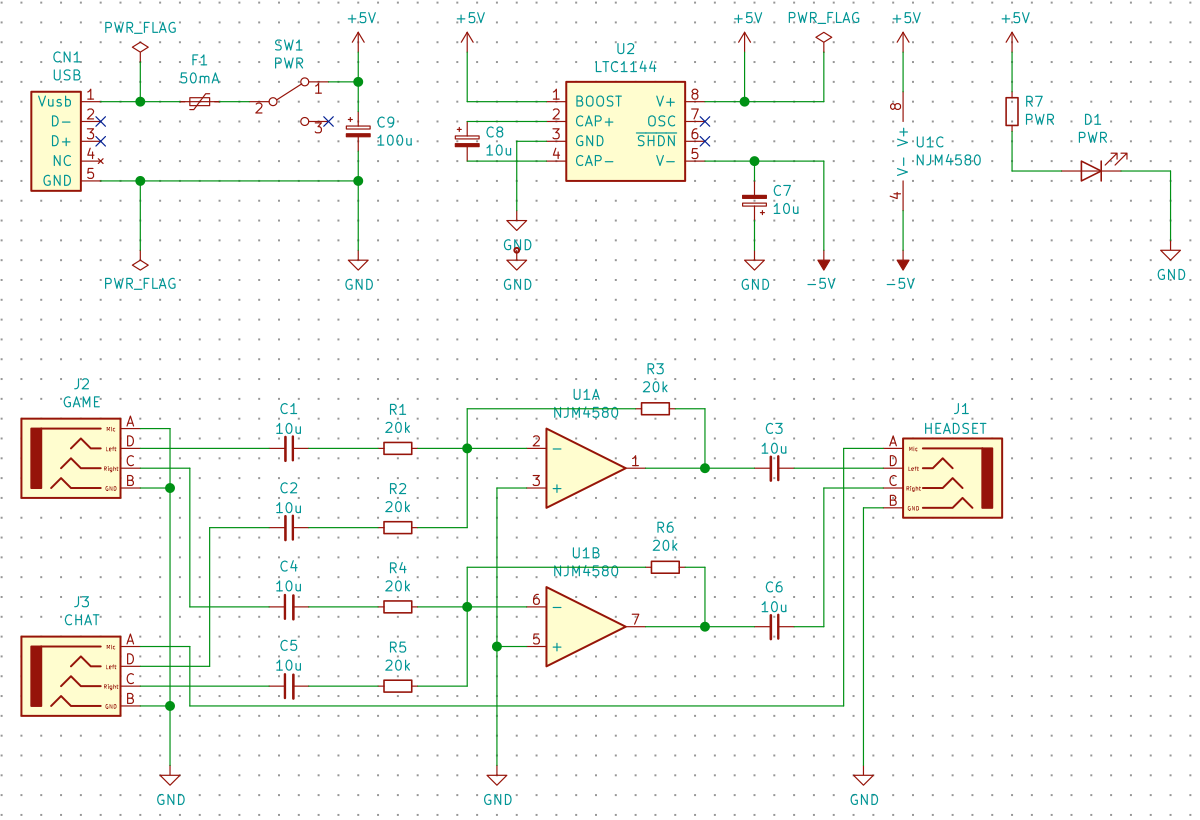 PWR_FLAG
+5V
+5V
+5V
PWR_FLAG
+5V
+5V
CN1
USB
F1
50mA
SW1
PWR
1
2
3
Vusb 1
D- 2
D+ 3
NC 4
GND 5
C9
100u
PWR_FLAG
GND
U2
LTC1144
1 BOOST V+ 8
2 CAP+ OSC 7
3 GND SHDN 6
4 CAP- V- 5
C8
10u
GND
GND
C7
10u
GND
-5V
8
V+
V-
4
U1C
NJM4580
-5V
R7
PWR
D1
PWR
GND
J2
GAME
Mic A
Left D
Right C
GND B
C1
10u
R1
20k
C2
10u
R2
20k
C4
10u
R4
20k
C5
10u
R5
20k
J3
CHAT
Mic A
Left D
Right C
GND B
GND
R3
20k
U1A
NJM4580
2 -
3 +
1
R6
20k
U1B
NJM4580
6 -
5 +
7
GND
C3
10u
C6
10u
J1
HEADSET
A Mic
D Left
C Right
B GND
GND